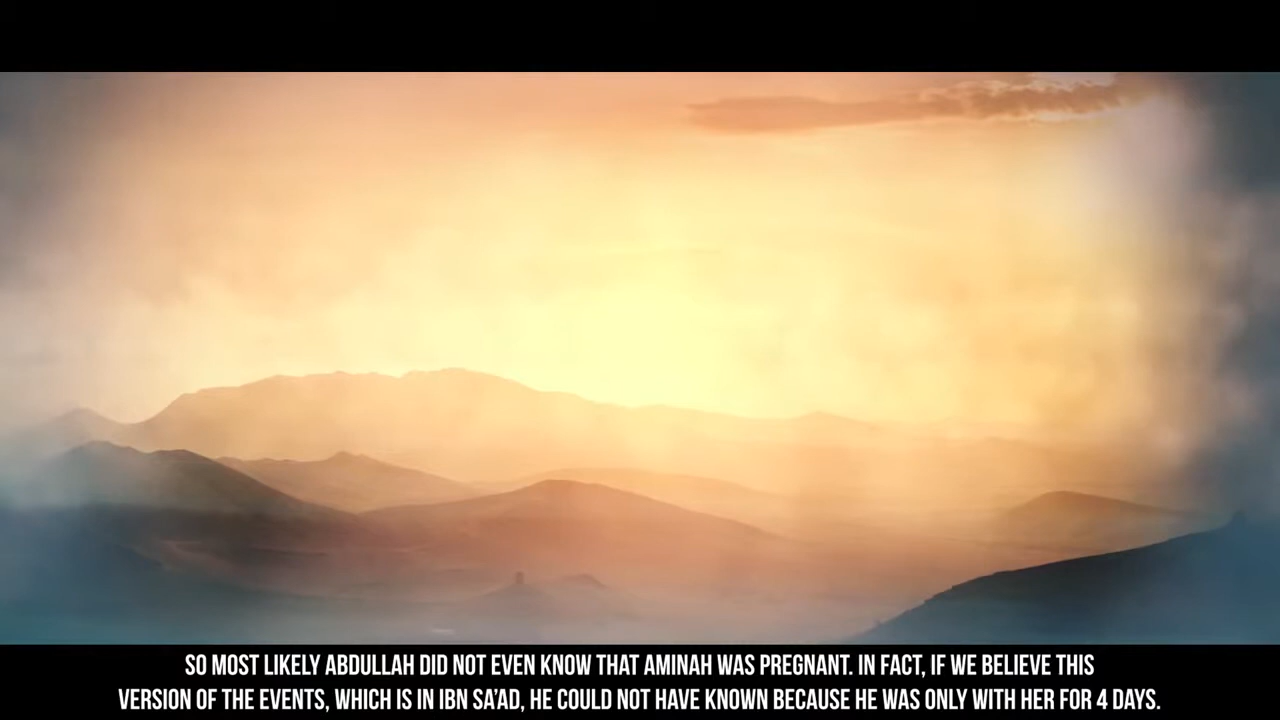 SO MOST LIKELY ABDULLAH DID NOT EVEN KNOW THAT AMINAH WAS PREGNANT. IN FACT, IF WE BELIEVE THIS
VERSION OF THE EVENTS, WHICH IS IN IBN SA'AD, HE COULD NOT HAVE KNOWN BECAUSE HE WAS ONLY WITH HER FOR 4 DAYS.